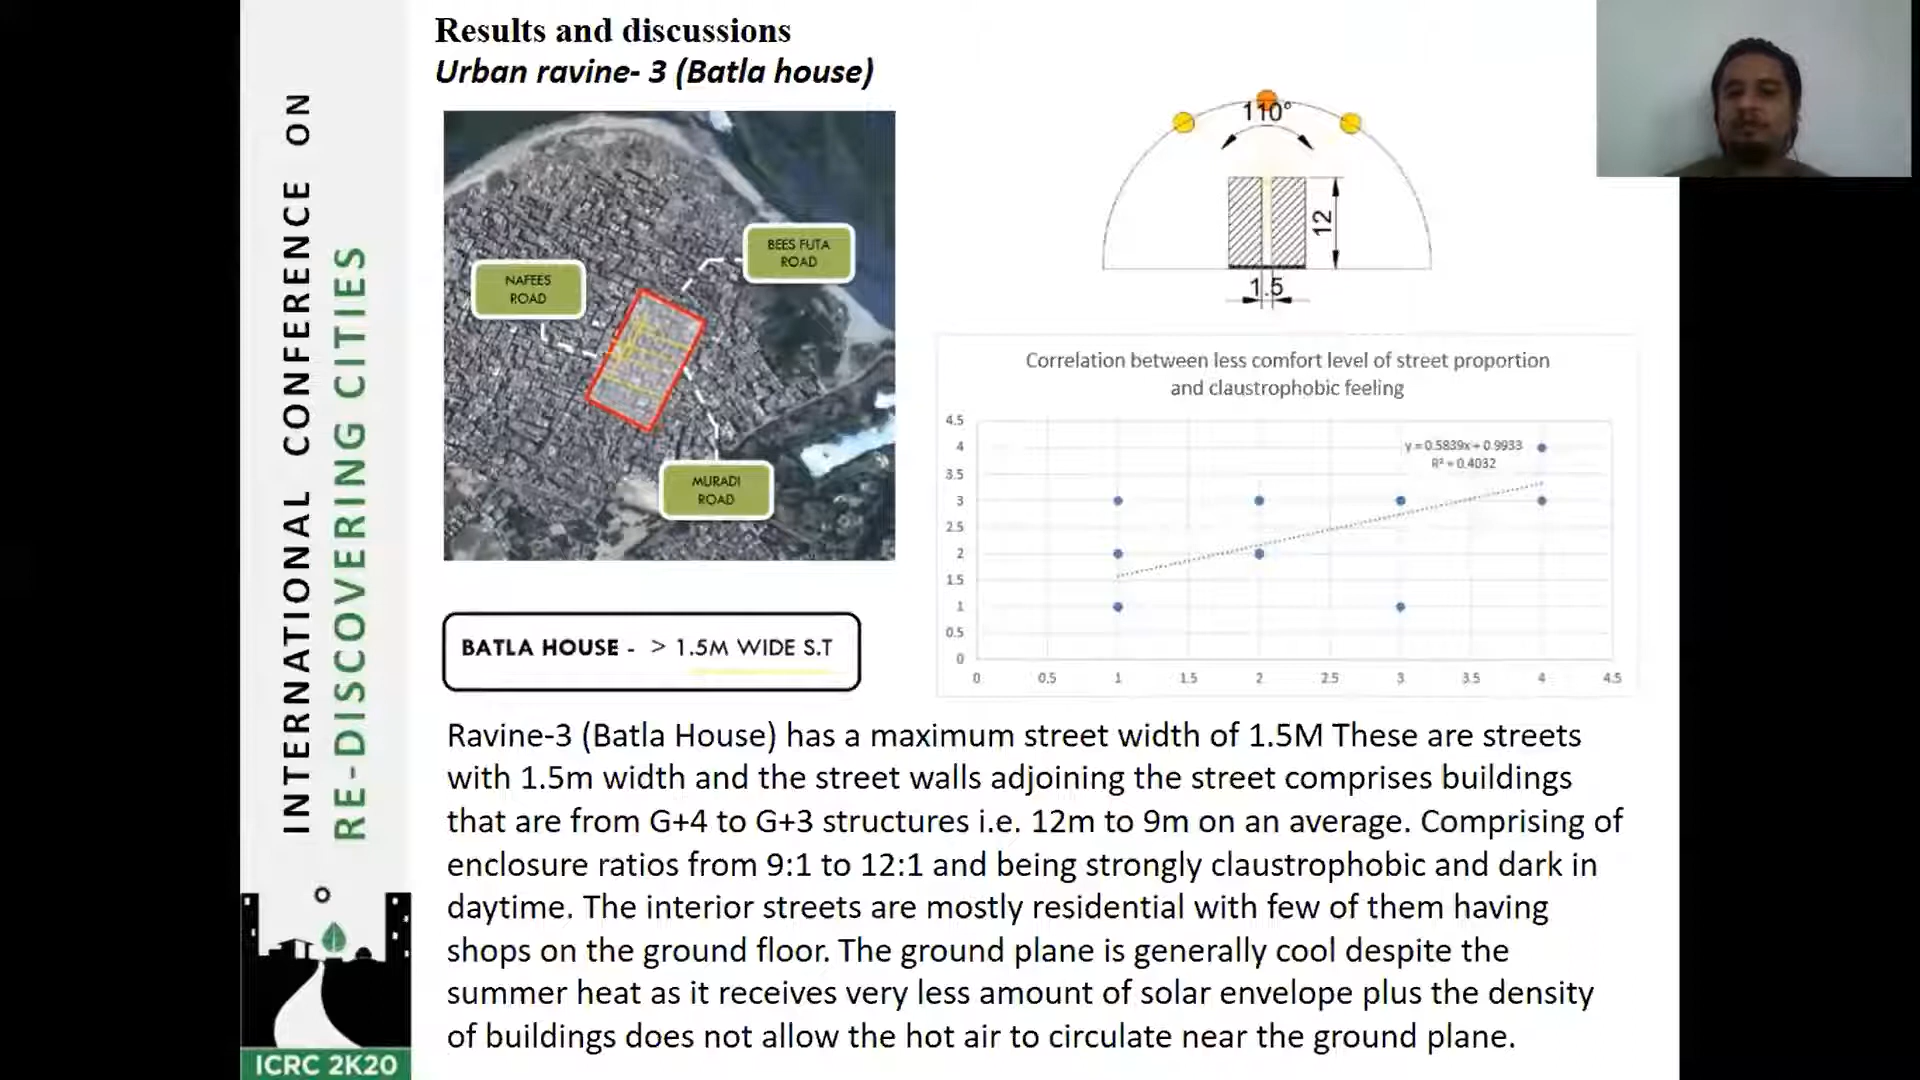 INTERNATIONAL CONFERENCE ON
RE-DISCOVERING CITIES
ICRC 2K20
Results and discussions
Urban ravine- 3 (Batla house)
NAFEES
ROAD
BEES FUTA
ROAD
MURADI
ROAD
110°
12
1.5
BATLA HOUSE - > 1.5M WIDE S.T
Correlation between less comfort level of street proportion
and claustrophobic feeling
y = 0.5839x + 0.9933
R² = 0.4032
4.5
4
3.5
3
2.5
2
1.5
1
0.5
0
0 0.5 1 1.5 2 2.5 3 3.5 4 4.5
Ravine-3 (Batla House) has a maximum street width of 1.5M These are streets
with 1.5m width and the street walls adjoining the street comprises buildings
that are from G+4 to G+3 structures i.e. 12m to 9m on an average. Comprising of
enclosure ratios from 9:1 to 12:1 and being strongly claustrophobic and dark in
daytime. The interior streets are mostly residential with few of them having
shops on the ground floor. The ground plane is generally cool despite the
summer heat as it receives very less amount of solar envelope plus the density
of buildings does not allow the hot air to circulate near the ground plane.